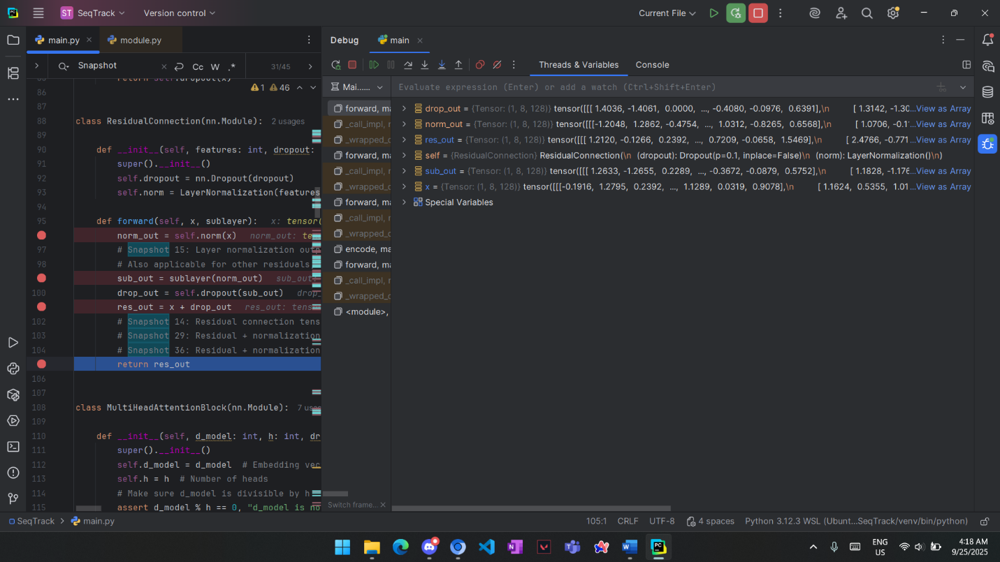 ST SeqTrack Version control Current File
main.py module.py Debug main
Snapshot Cc W .* 31/45 Threads & Variables Console
return self.dropout(x)
86 1 46 Mai...... Evaluate expression (Enter) or add a watch (Ctrl+Shift+Enter)
87
88 class ResidualConnection(nn.Module): 2 usages
89
90 def __init__(self, features: int, dropout:
91 super().__init__()
92 self.dropout = nn.Dropout(dropout)
93 self.norm = LayerNormalization(features
94
95 def forward(self, x, sublayer): x: tensor(
norm_out = self.norm(x) norm_out: te
97 # Snapshot 15: Layer normalization outp
98 # Also applicable for other residuals
sub_out = sublayer(norm_out) sub_out:
100 drop_out = self.dropout(sub_out) drop_
res_out = x + drop_out res_out: tens
102 # Snapshot 14: Residual connection tens
103 # Snapshot 29: Residual + normalization
104 # Snapshot 36: Residual + normalization
return res_out
106
107
108 class MultiHeadAttentionBlock(nn.Module): 7 usa
109
110 def __init__(self, d_model: int, h: int, dr
111 super().__init__()
112 self.d_model = d_model # Embedding vec
113 self.h = h # Number of heads
114 # Make sure d_model is divisible by h
115 assert d_model % h == 0, "d_model is no
forward, ma
_call_impl, r
_wrapped_c
forward, ma
_call_impl, r
_wrapped_c
forward, ma
_call_impl, r
_wrapped_c
encode, ma
forward, ma
_call_impl, r
_wrapped_c
<module>,
Switch frame...
drop_out = {Tensor: (1, 8, 128)} tensor([[[ 1.4036, -1.4061, 0.0000, ..., -0.4080, -0.0976, 0.6391],\n [ 1.3142, -1.30 ...View as Array
norm_out = {Tensor: (1, 8, 128)} tensor([[[-1.2048, 1.2862, -0.4754, ..., 1.0312, -0.8265, 0.6568],\n [ 1.0706, -0.1 ...View as Array
res_out = {Tensor: (1, 8, 128)} tensor([[[ 1.2120, -0.1266, 0.2392, ..., 0.7209, -0.0658, 1.5469],\n [ 2.4766, -0.771 ...View as Array
self = {ResidualConnection} ResidualConnection(\n (dropout): Dropout(p=0.1, inplace=False)\n (norm): LayerNormalization()\n)
sub_out = {Tensor: (1, 8, 128)} tensor([[[ 1.2633, -1.2655, 0.2289, ..., -0.3672, -0.0879, 0.5752],\n [ 1.1828, -1.176 ...View as Array
x = {Tensor: (1, 8, 128)} tensor([[[-0.1916, 1.2795, 0.2392, ..., 1.1289, 0.0319, 0.9078],\n [ 1.1624, 0.5355, 1.01 ...View as Array
Special Variables
SeqTrack main.py 105:1 CRLF UTF-8 4 spaces Python 3.12.3 WSL (Ubunt...SeqTrack/venv/bin/python)
ENG 4:18 AM
US 9/25/2025